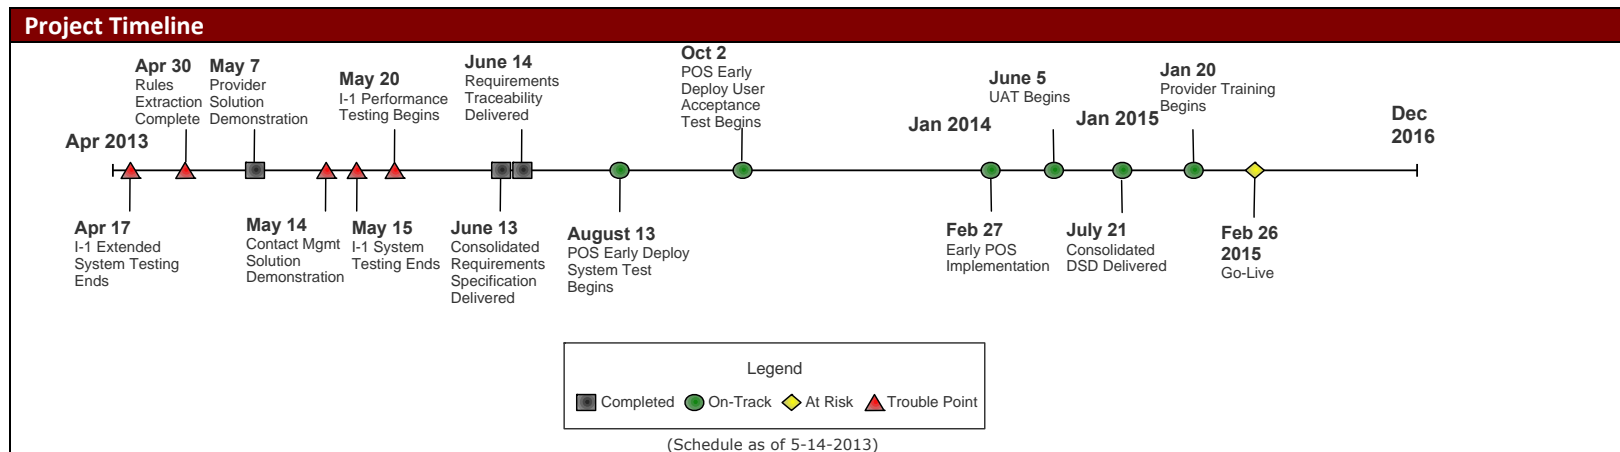 Project Timeline
Apr 30
Rules
Extraction
Complete
May 7
Provider
Solution
Demonstration
May 20
I-1 Performance
Testing Begins
June 14
Requirements
Traceability
Delivered
Oct 2
POS Early
Deploy User
Acceptance
Test Begins
June 5
UAT Begins
Jan 20
Provider Training
Begins
Apr 2013
Jan 2014
Jan 2015
Dec
2016
Apr 17
I-1 Extended
System Testing
Ends
May 14
Contact Mgmt
Solution
Demonstration
May 15
I-1 System
Testing Ends
June 13
Consolidated
Requirements
Specification
Delivered
August 13
POS Early Deploy
System Test
Begins
Feb 27
Early POS
Implementation
July 21
Consolidated
DSD Delivered
Feb 26
2015
Go-Live
Legend
Completed On-Track At Risk Trouble Point
(Schedule as of 5-14-2013)